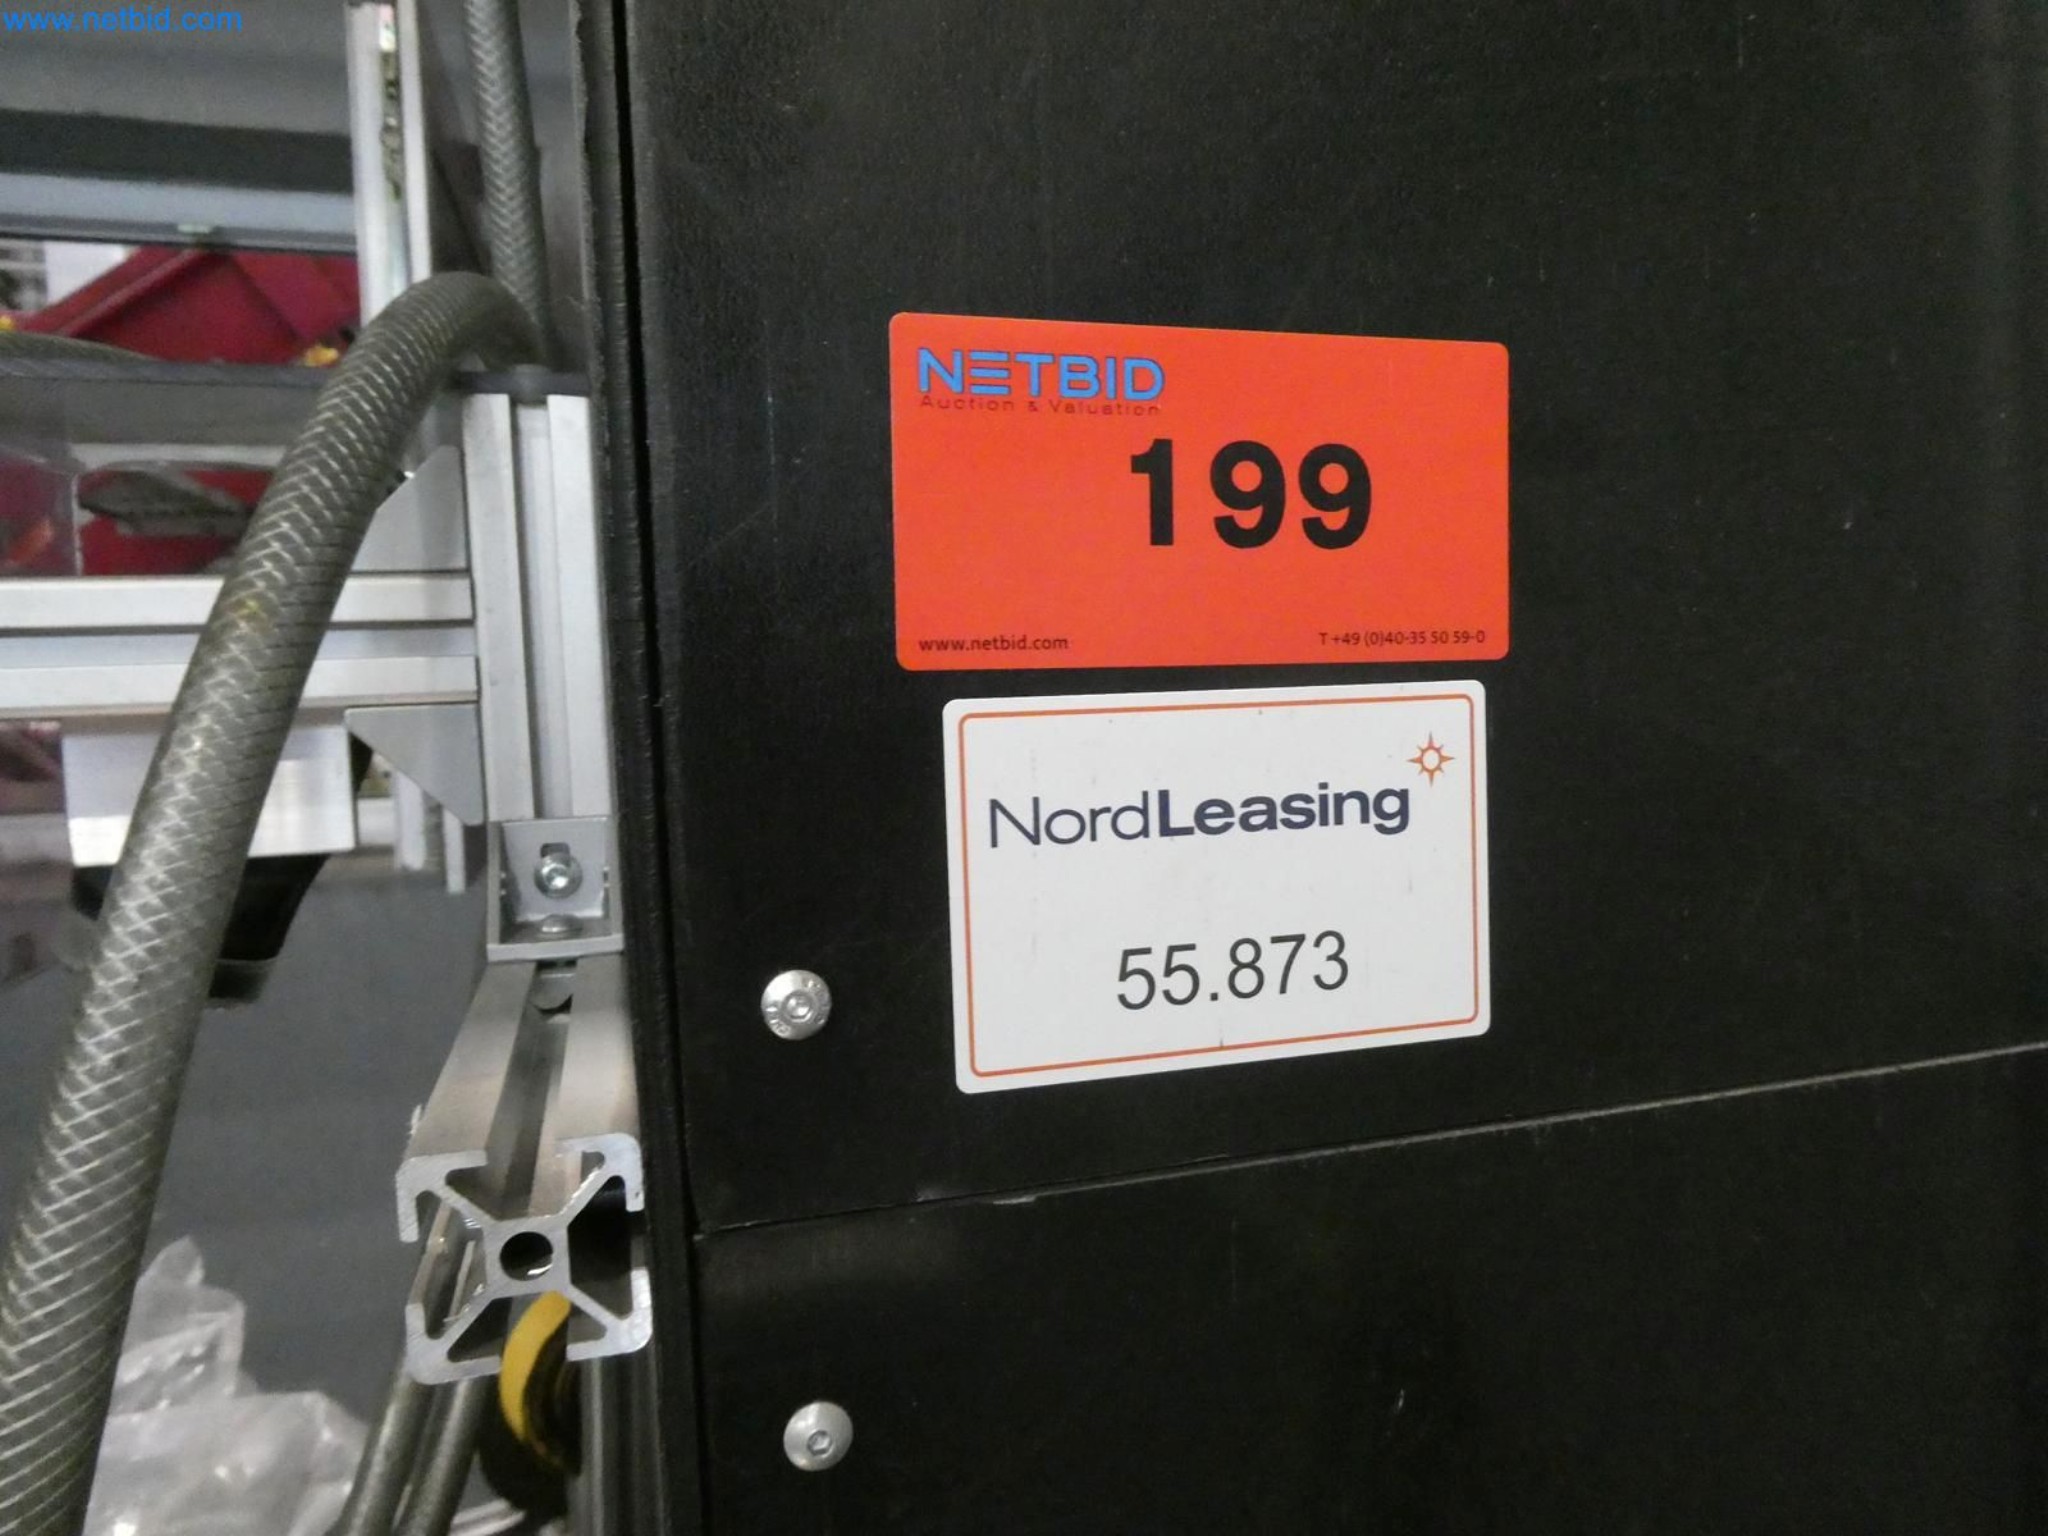 www.netbid.com
NETBID
Auction & Valuation
199
www.netbid.com
T +49 (0)40-35 50 59-0
NordLeasing
55.873